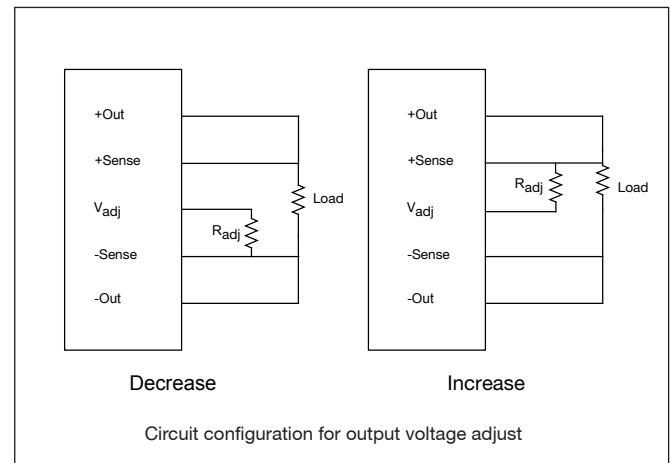 +Out
+Sense
Vadj
Radj
Load
-Sense
-Out
Decrease
+Out
+Sense
Radj
Load
Vadj
-Sense
-Out
Increase
Circuit configuration for output voltage adjust